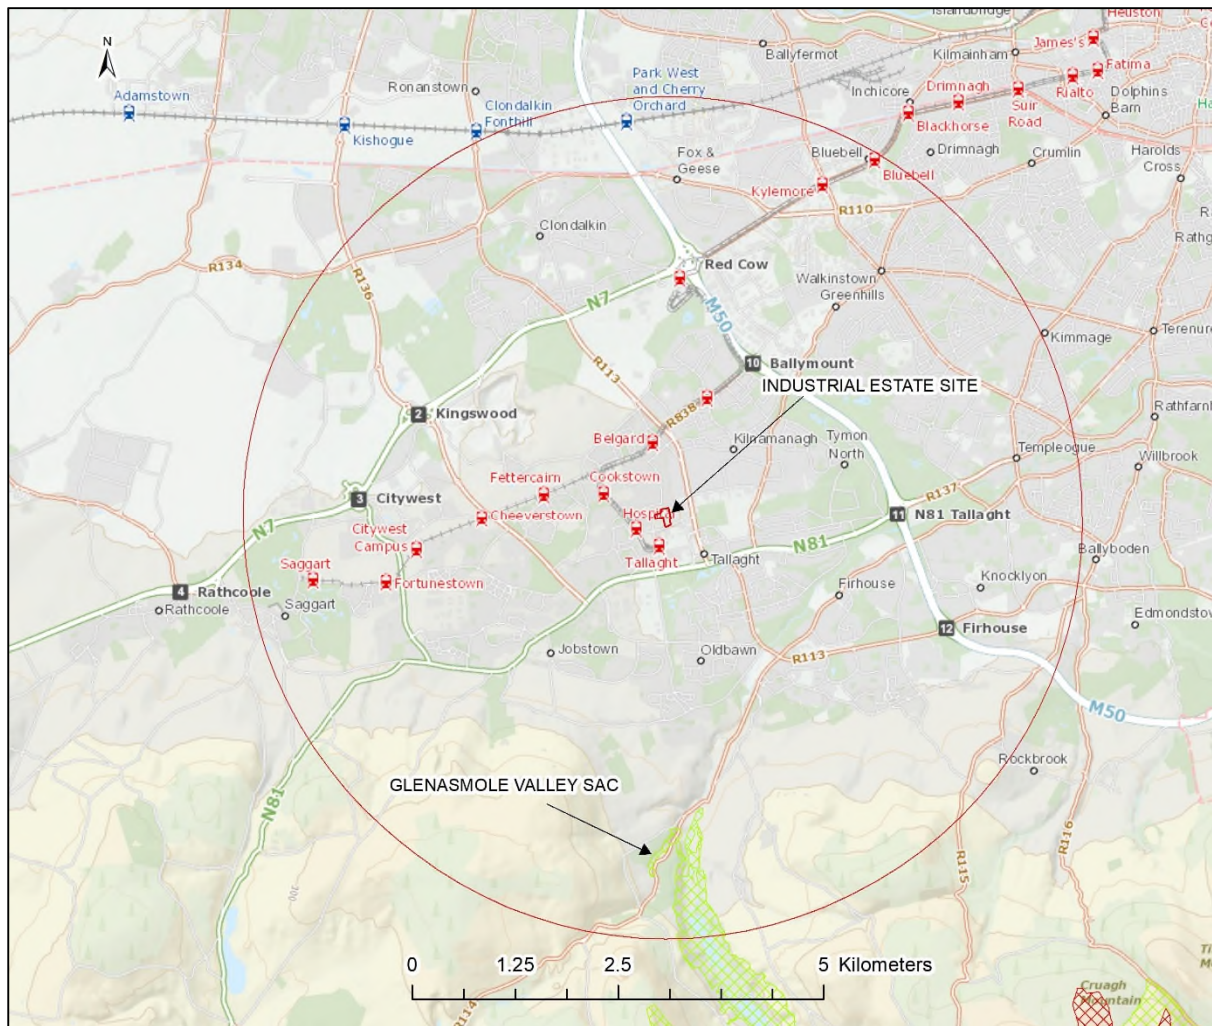 Islandbridge
Heuston
N
Ballyfermot
Kilmainham
James's
Fatima
Adamstown
Ronanstown
Clondalkin
Fonthill
Park West
and Cherry
Orchard
Inchicore
Drimnagh
Suir
Road
Rialto
Dolphins
Barn
Kishogue
Blackhorse
Fox &
Geese
Bluebell
Bluebell
Drimnagh
Crumlin
Harolds
Cross
Kylemore
R110
Clondalkin
R134
R136
Red Cow
Walkinstown
Greenhills
N7
M50
R113
Kimmage
Terenure
10 Ballymount
INDUSTRIAL ESTATE SITE
2 Kingswood
R838
Belgard
Kilnamanagh
Tymon
North
Templeogue
Rathfarnh
Willbrook
Fettercairn
Cookstown
R137
3 Citywest
Cheeverstown
Hospital
11 N81 Tallaght
N7
Citywest
Campus
Tallaght
Tallaght
N81
Ballyboden
Saggart
Fortunestown
4 Rathcoole
Rathcoole
Saggart
Firhouse
Knocklyon
Edmondstow
12 Firhouse
Jobstown
Oldbawn
R113
M50
Rockbrook
GLENASMOLE VALLEY SAC
N81
R115
R116
300
0 1.25 2.5 5 Kilometers
R114
Cruagh
Mountain